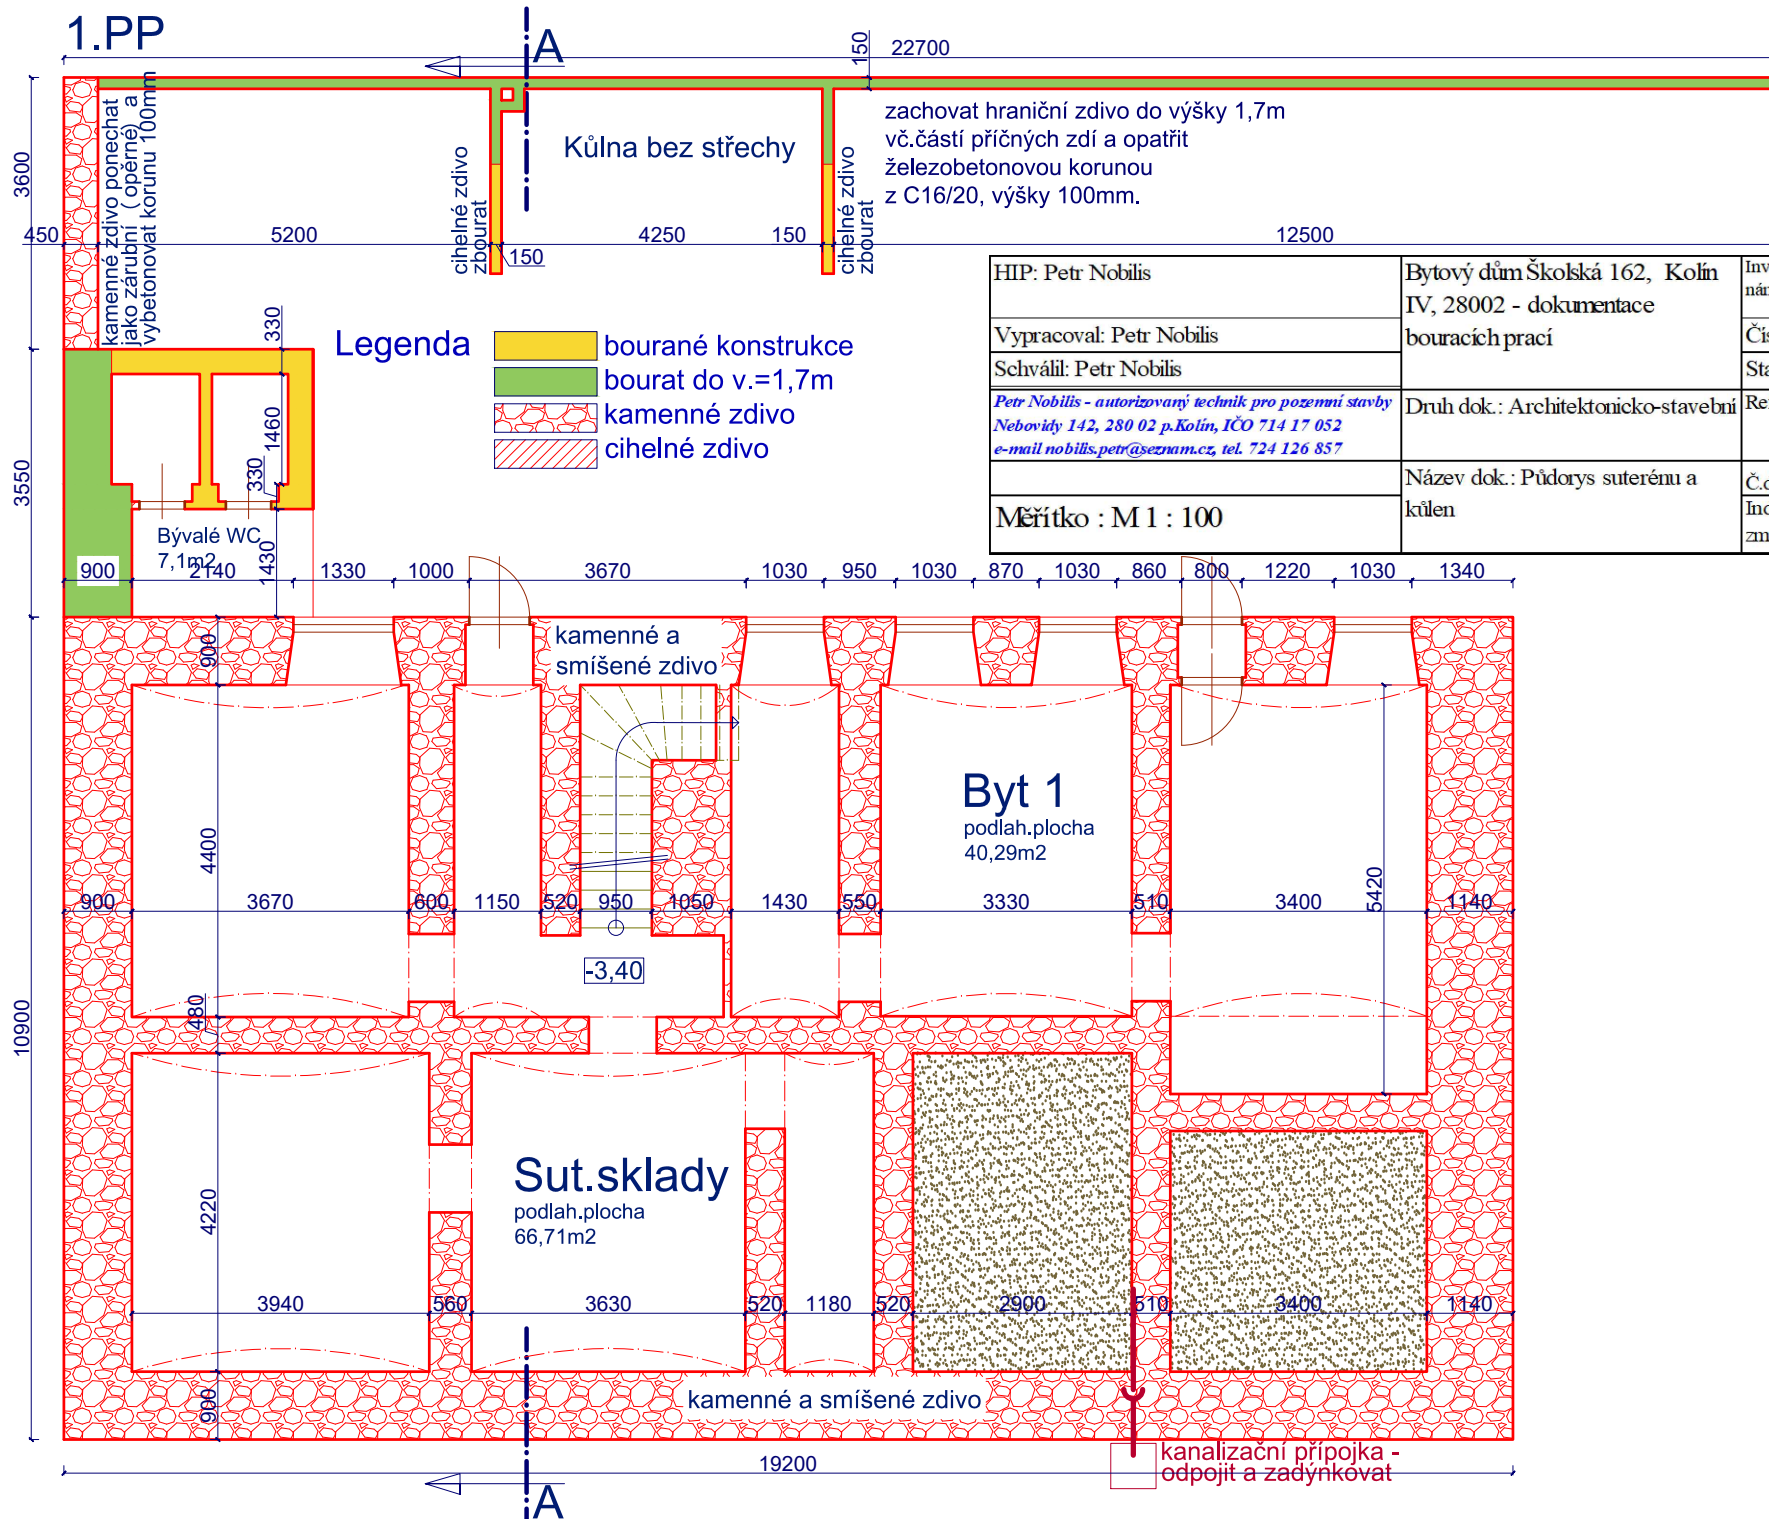 1.PP
A
150
22700
kamenné zdivo ponechat
jako zárubní ( opěrné) a
vybetonovat korunu 100mm
Kůlna bez střechy
cihelné zdivo
zbourat
cihelné zdivo
zbourat
zachovat hraniční zdivo do výšky 1,7m
vč.částí příčných zdí a opatřit
železobetonovou korunou
z C16/20, výšky 100mm.
3600
450
5200
150
4250
150
12500
HIP: Petr Nobilis
Vypracoval: Petr Nobilis
Schválil: Petr Nobilis
Petr Nobilis - autorizovaný technik pro pozemní stavby
Nebovidy 142, 280 02 p.Kolín, IČO 714 17 052
e-mail nobilis.petr@seznam.cz, tel. 724 126 857
Měřítko : M 1 : 100
Bytový dům Školská 162, Kolín
IV, 28002 - dokumentace
bouracích prací
Druh dok.: Architektonicko-stavební
Název dok.: Půdorys suterénu a
kůlen
Inv
nár
Čís
Sta
Re
Č.d
Ind
zm
Legenda
bourané konstrukce
bourat do v.=1,7m
kamenné zdivo
cihelné zdivo
330
1460
330
3550
1430
Bývalé WC
7,1m2
900
2140
1330
1000
3670
1030
950
1030
870
1030
860
800
1220
1030
1340
kamenné a
smíšené zdivo
900
4400
Byt 1
podlah.plocha
40,29m2
900
3670
600
1150
520
950
1050
1430
550
3330
510
3400
5420
1140
-3,40
480
10900
Sut.sklady
podlah.plocha
66,71m2
4220
3940
560
3630
520
1180
520
2900
510
3400
1140
900
kamenné a smíšené zdivo
kanalizační přípojka -
odpojit a zadýnkovat
19200
A